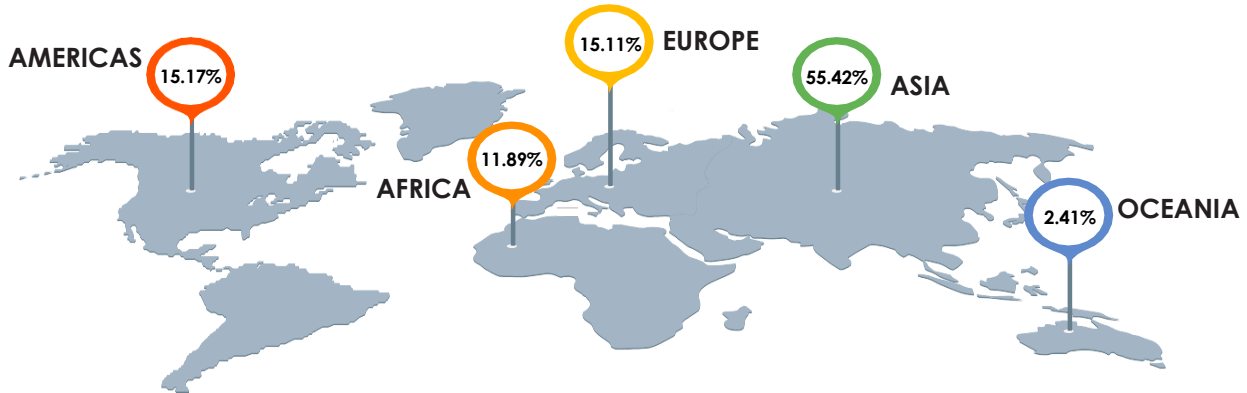 AMERICAS
15.17%
15.11%
EUROPE
55.42%
ASIA
AFRICA
11.89%
2.41%
OCEANIA